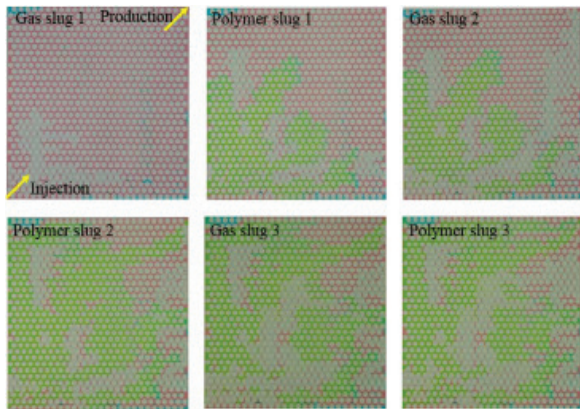 Gas slug 1
Production
Injection
Polymer slug 1
Gas slug 2
Polymer slug 2
Gas slug 3
Polymer slug 3